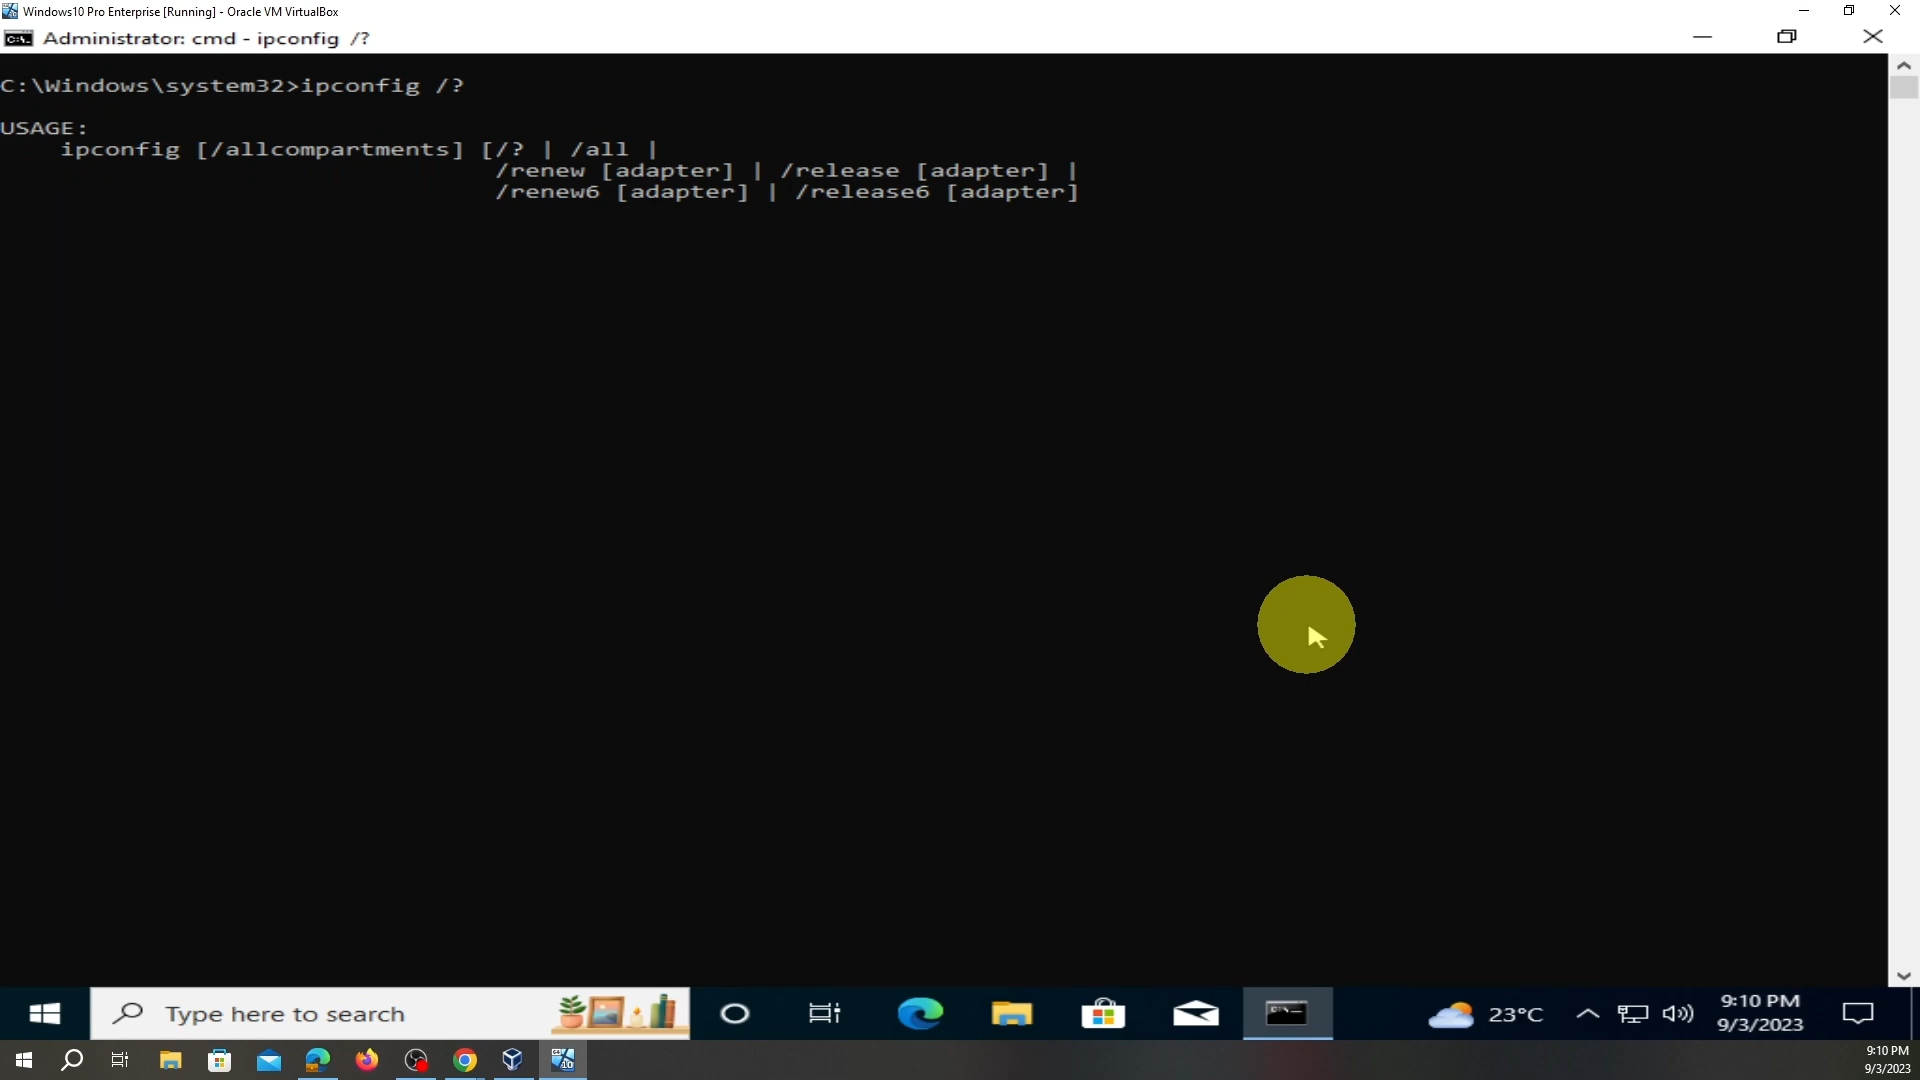 Windows10 Pro Enterprise [Running] - Oracle VM VirtualBox
Administrator: cmd - ipconfig /?
C:\Windows\system32>ipconfig /?
USAGE:
ipconfig [/allcompartments] [/? | /all |
/renew [adapter] | /release [adapter] |
/renew6 [adapter] | /release6 [adapter]
Type here to search
23°C
9:10 PM
9/3/2023
9:10 PM
9/3/2023